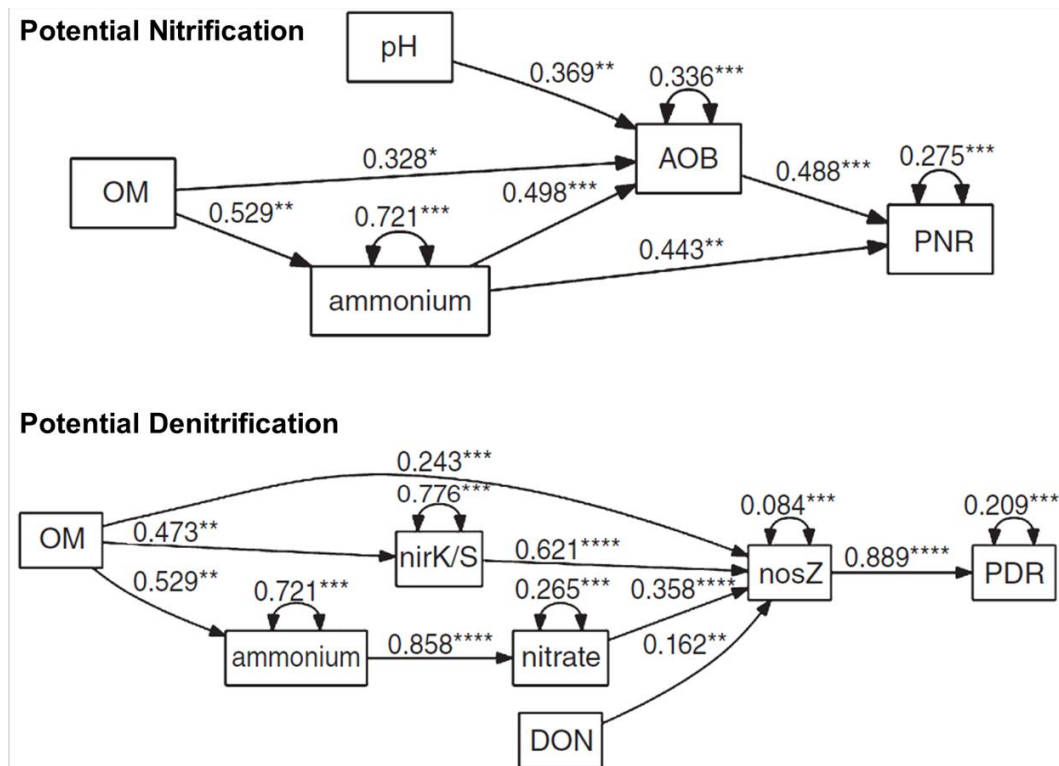 Potential Nitrification
pH
0.369**
0.336***
AOB
OM
0.328*
0.498***
0.488***
0.275***
PNR
0.529**
0.721***
0.443**
ammonium
Potential Denitrification
0.243***
0.776***
0.084***
0.209***
OM
0.473**
nirK/S
0.621****
nosZ
0.889****
PDR
0.529**
0.721***
0.265***
0.358****
ammonium
0.858****
nitrate
0.162**
DON